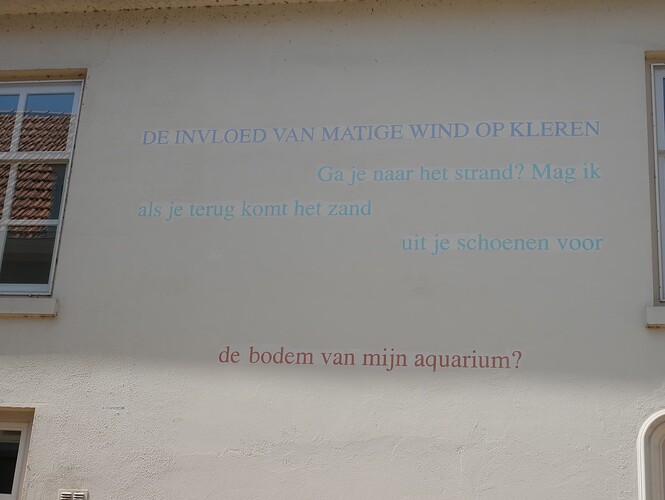 DE INVLOED VAN MATIGE WIND OP KLEREN
Ga je naar het strand? Mag ik
als je terug komt het zand
uit je schoenen voor
de bodem van mijn aquarium?